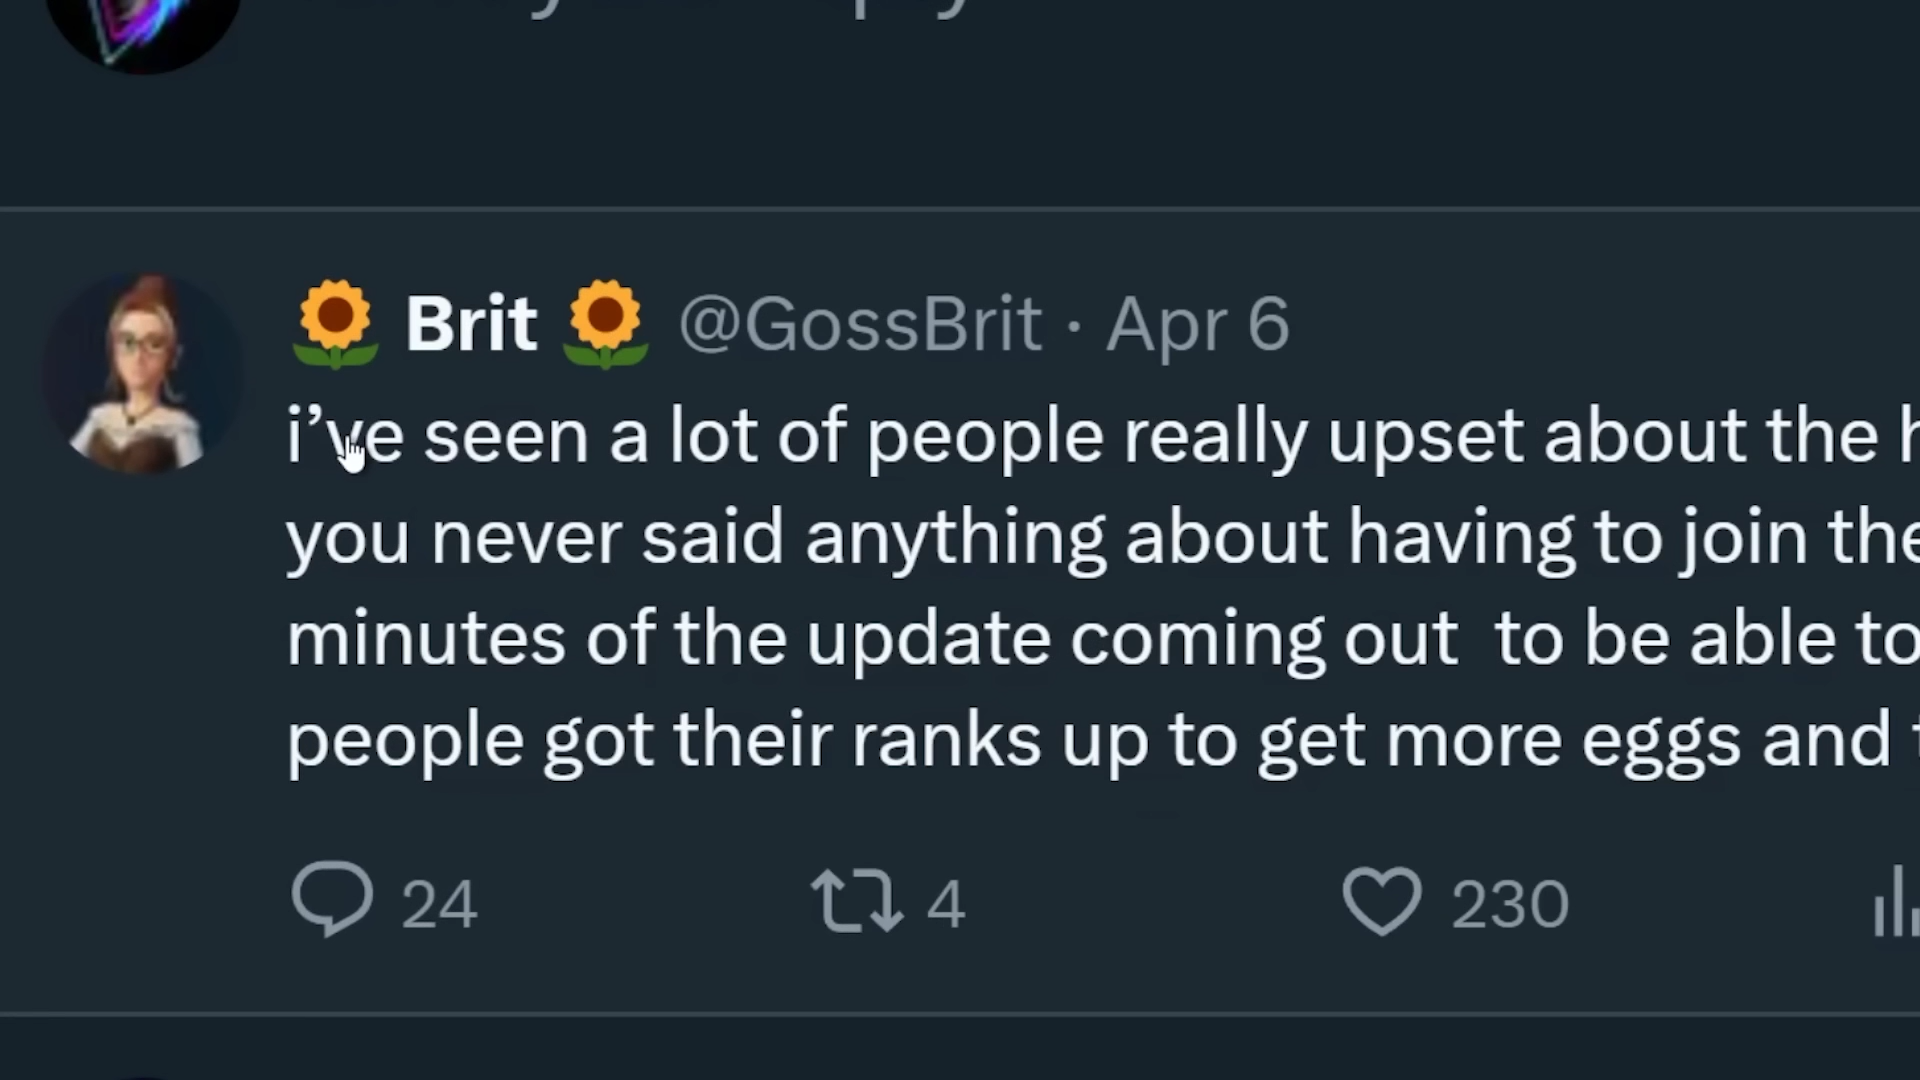 🌻 Brit 🌻 @GossBrit · Apr 6
i’ve seen a lot of people really upset about the
you never said anything about having to join the
minutes of the update coming out  to be able to
people got their ranks up to get more eggs and
24 4 230